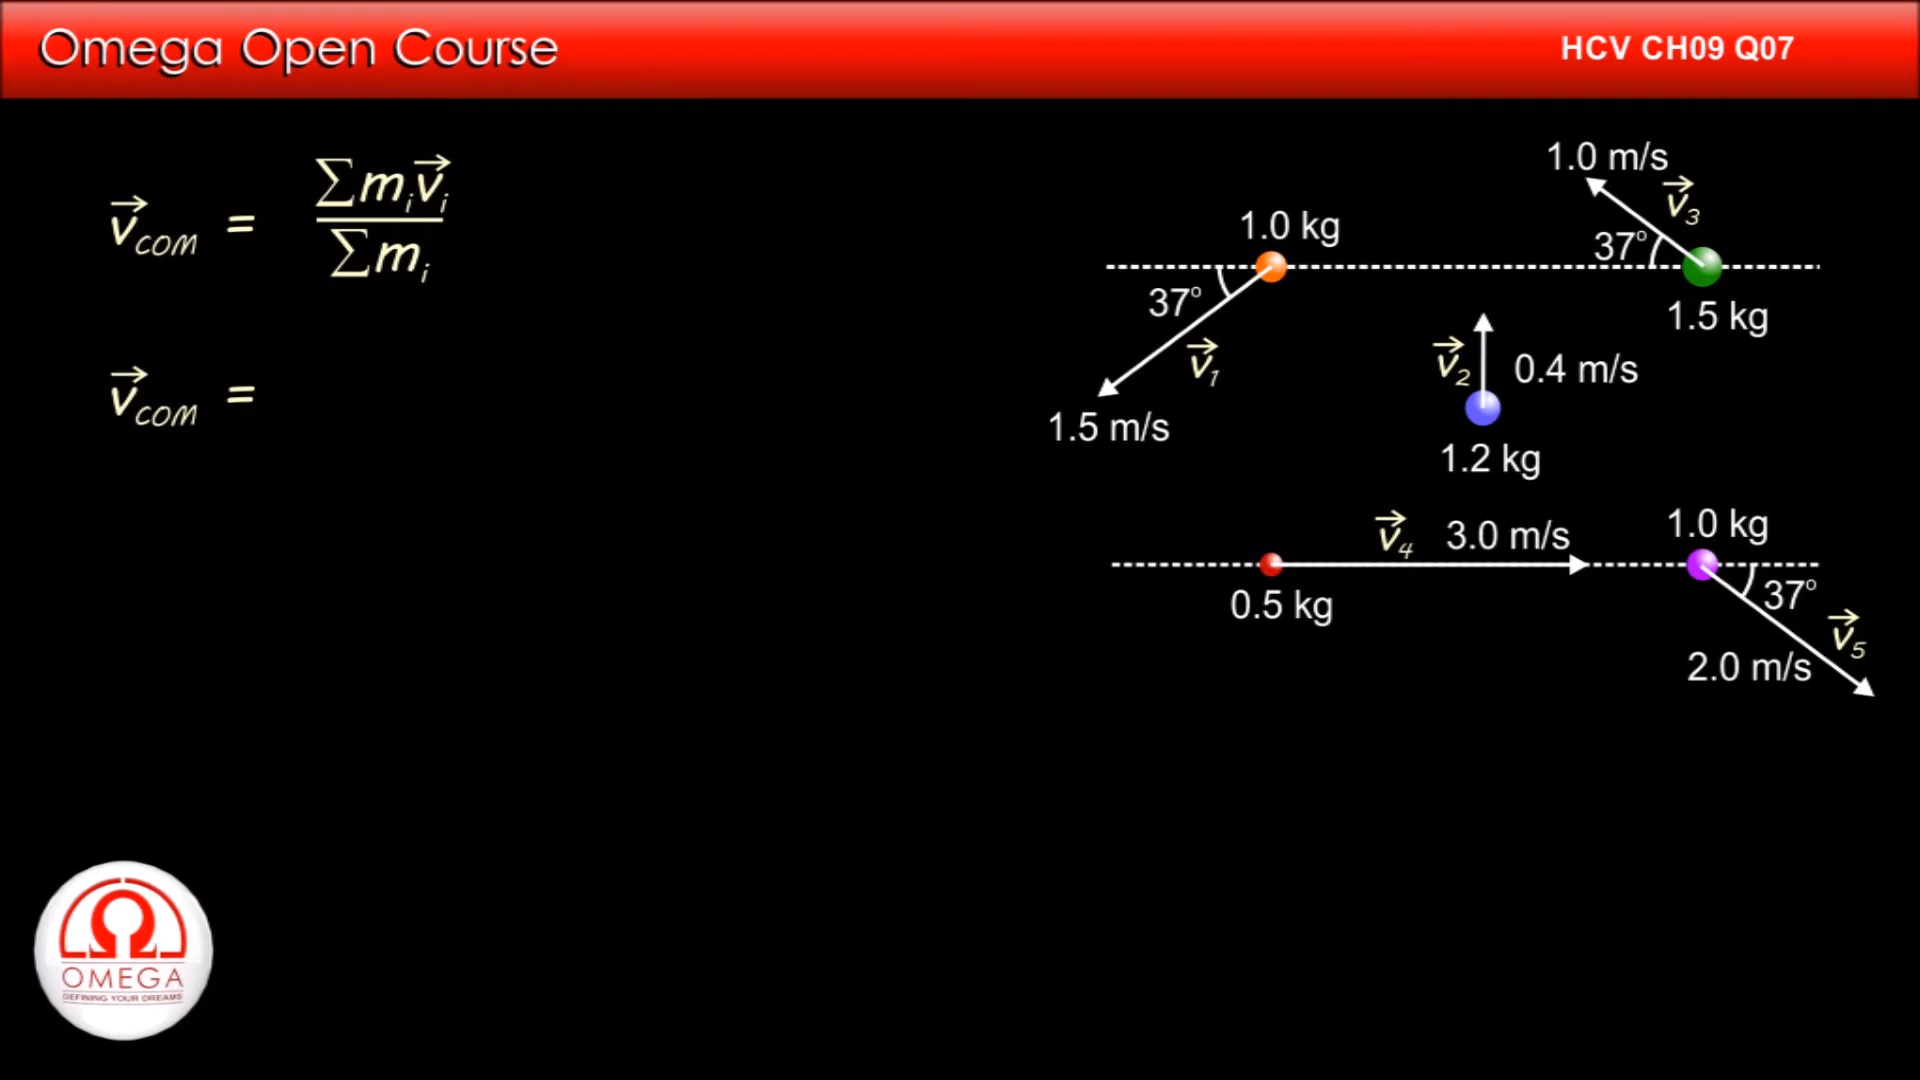 Omega Open Course
HCV CH09 Q07
v⃗com = ∑mᵢv⃗ᵢ / ∑mᵢ
v⃗com =
1.0 m/s
v⃗₃
1.0 kg
37°
1.5 kg
37°
v⃗₁
1.5 m/s
v⃗₂
0.4 m/s
1.2 kg
v⃗₄
3.0 m/s
1.0 kg
0.5 kg
37°
v⃗₅
2.0 m/s
OMEGA
DEFINING YOUR DREAMS